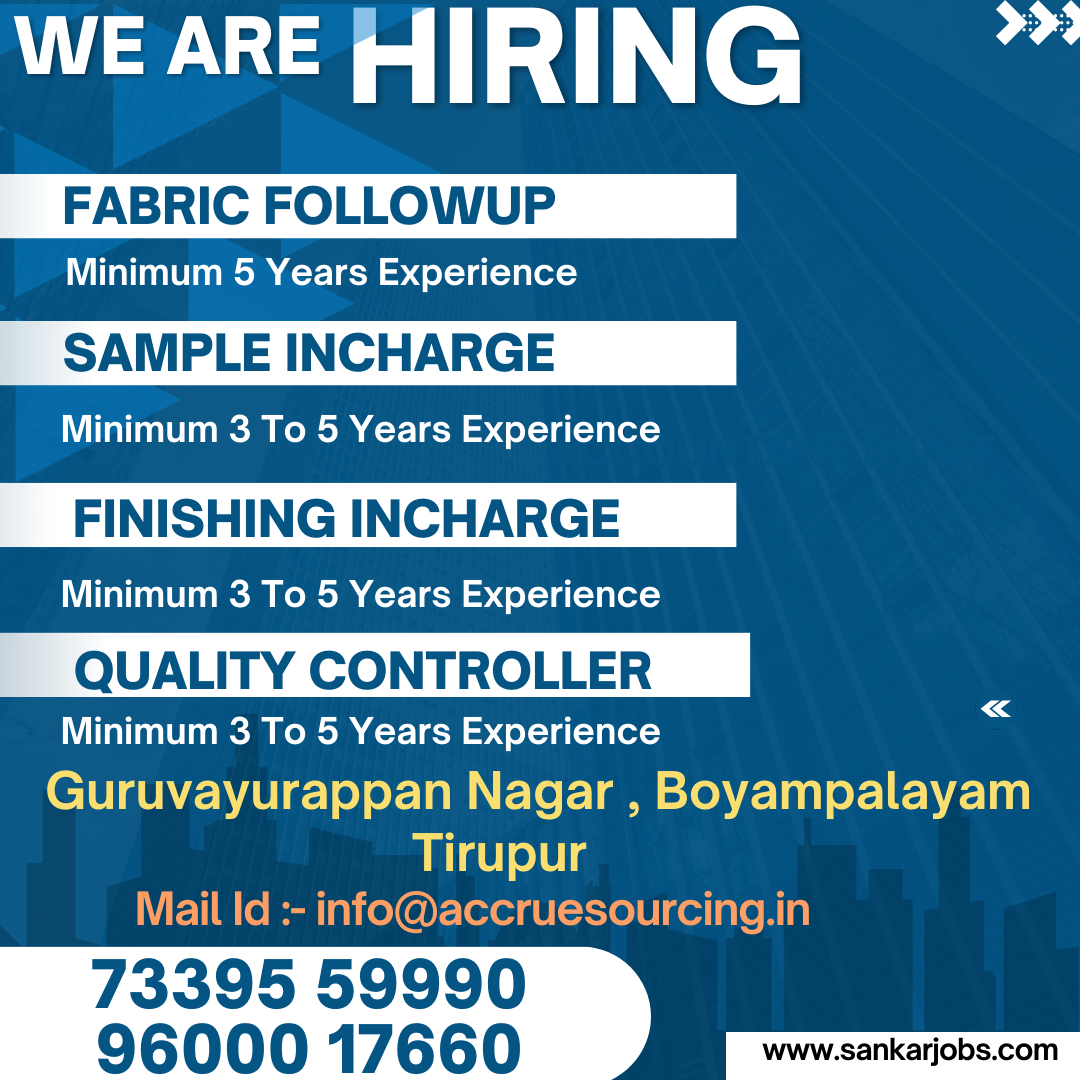 WE ARE HIRING
FABRIC FOLLOWUP
Minimum 5 Years Experience
SAMPLE INCHARGE
Minimum 3 To 5 Years Experience
FINISHING INCHARGE
Minimum 3 To 5 Years Experience
QUALITY CONTROLLER
Minimum 3 To 5 Years Experience
Guruvayurappan Nagar , Boyampalayam
Tirupur
Mail Id :- info@accruesourcing.in
73395 59990
96000 17660
www.sankarjobs.com